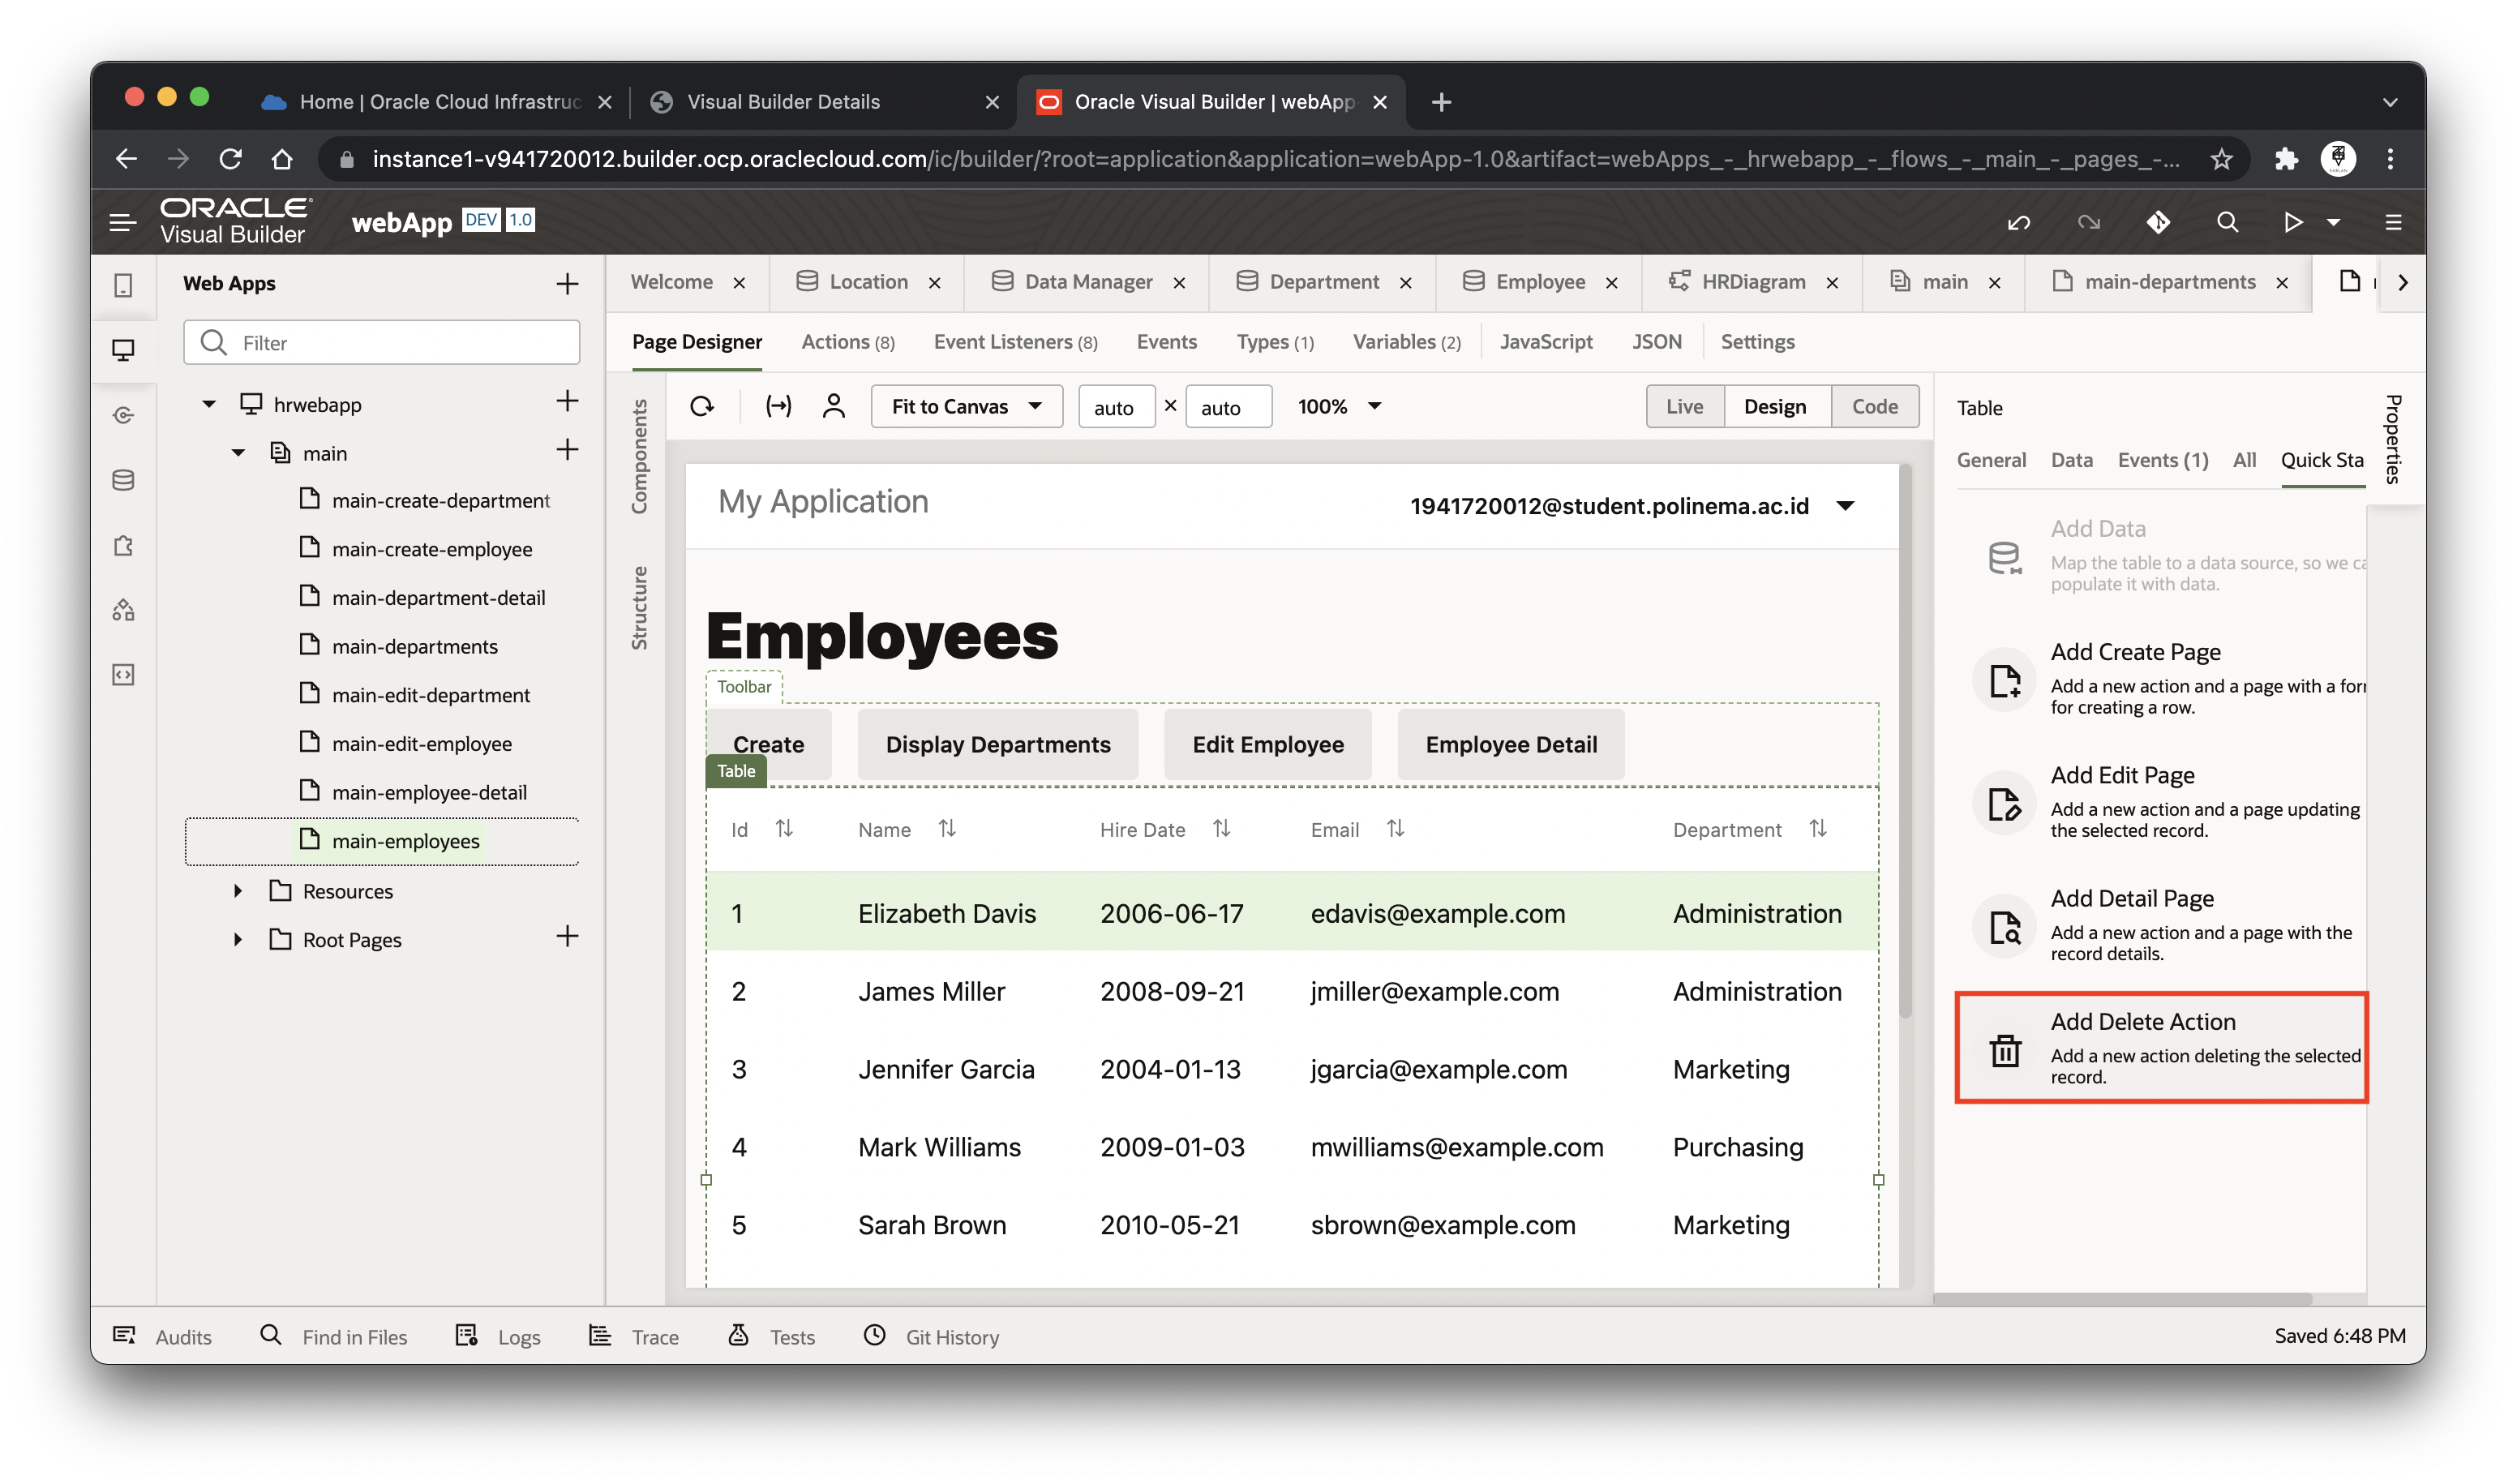 Home | Oracle Cloud Infrastruc
Visual Builder Details
Oracle Visual Builder | webApp-
instance1-v941720012.builder.ocp.oraclecloud.com/ic/builder/?root=application&application=webApp-1.0&artifact=webApps_-_hrwebapp_-_flows_-_main_-_pages_-...
ORACLE
Visual Builder
webApp DEV 1.0
Web Apps
Filter
hrwebapp
main
main-create-department
main-create-employee
main-department-detail
main-departments
main-edit-department
main-edit-employee
main-employee-detail
main-employees
Resources
Root Pages
Welcome
Location
Data Manager
Department
Employee
HRDiagram
main
main-departments
Page Designer
Actions (8)
Event Listeners (8)
Events
Types (1)
Variables (2)
JavaScript
JSON
Settings
Components
Structure
Fit to Canvas
auto × auto
100%
Live Design Code
My Application
1941720012@student.polinema.ac.id
Employees
Toolbar
Create
Display Departments
Edit Employee
Employee Detail
Table
Id Name Hire Date Email Department
1 Elizabeth Davis 2006-06-17 edavis@example.com Administration
2 James Miller 2008-09-21 jmiller@example.com Administration
3 Jennifer Garcia 2004-01-13 jgarcia@example.com Marketing
4 Mark Williams 2009-01-03 mwilliams@example.com Purchasing
5 Sarah Brown 2010-05-21 sbrown@example.com Marketing
Table
Properties
General Data Events (1) All Quick Sta
Add Data
Map the table to a data source, so we ca
populate it with data.
Add Create Page
Add a new action and a page with a for
for creating a row.
Add Edit Page
Add a new action and a page updating
the selected record.
Add Detail Page
Add a new action and a page with the
record details.
Add Delete Action
Add a new action deleting the selected
record.
Audits
Find in Files
Logs
Trace
Tests
Git History
Saved 6:48 PM